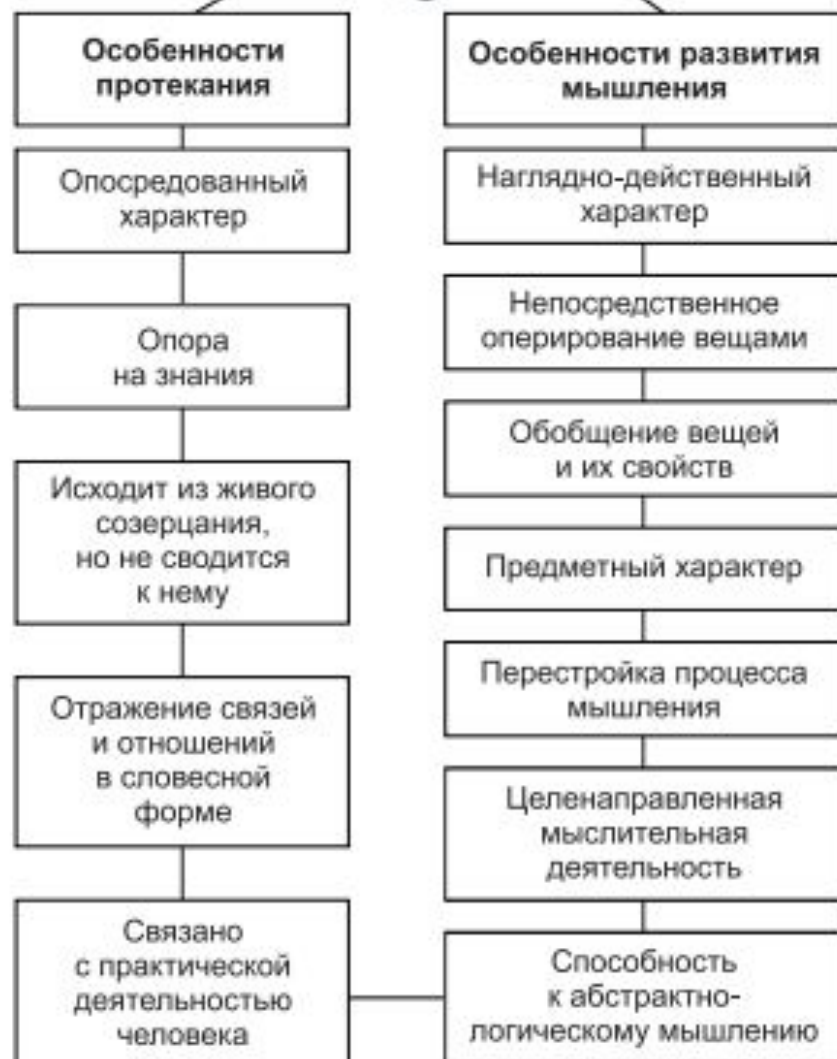 Особенности
протекания
Опосредованный
характер
Опора
на знания
Исходит из живого
созерцания,
но не сводится
к нему
Отражение связей
и отношений
в словесной
форме
Связано
с практической
деятельностью
человека
Особенности развития
мышления
Наглядно-действенный
характер
Непосредственное
оперирование вещами
Обобщение вещей
и их свойств
Предметный характер
Перестройка процесса
мышления
Целенаправленная
мыслительная
деятельность
Способность
к абстрактно-
логическому мышлению